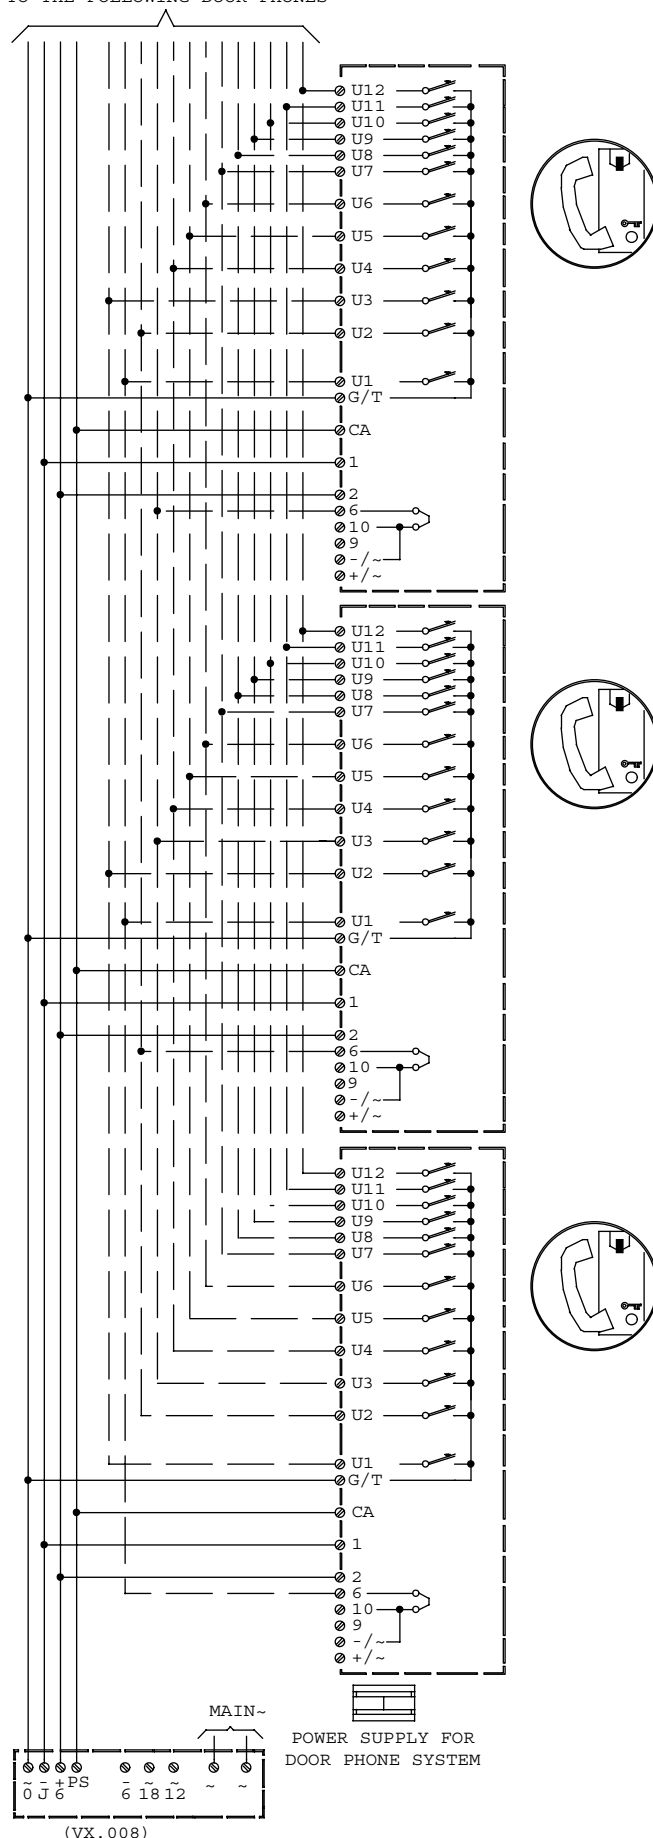 TO THE FOLLOWING DOOR PHONES
U12
U11
U10
U9
U8
U7
U6
U5
U4
U3
U2
U1
G/T
CA
1
2
6
10
9
-/~
+/~
U12
U11
U10
U9
U8
U7
U6
U5
U4
U3
U2
U1
G/T
CA
1
2
6
10
9
-/~
+/~
U12
U11
U10
U9
U8
U7
U6
U5
U4
U3
U2
U1
G/T
CA
1
2
6
10
9
-/~
+/~
MAIN~
POWER SUPPLY FOR
DOOR PHONE SYSTEM
~ - + PS - ~ ~ ~ ~
0 J 6 6 18 12
(VX.008)